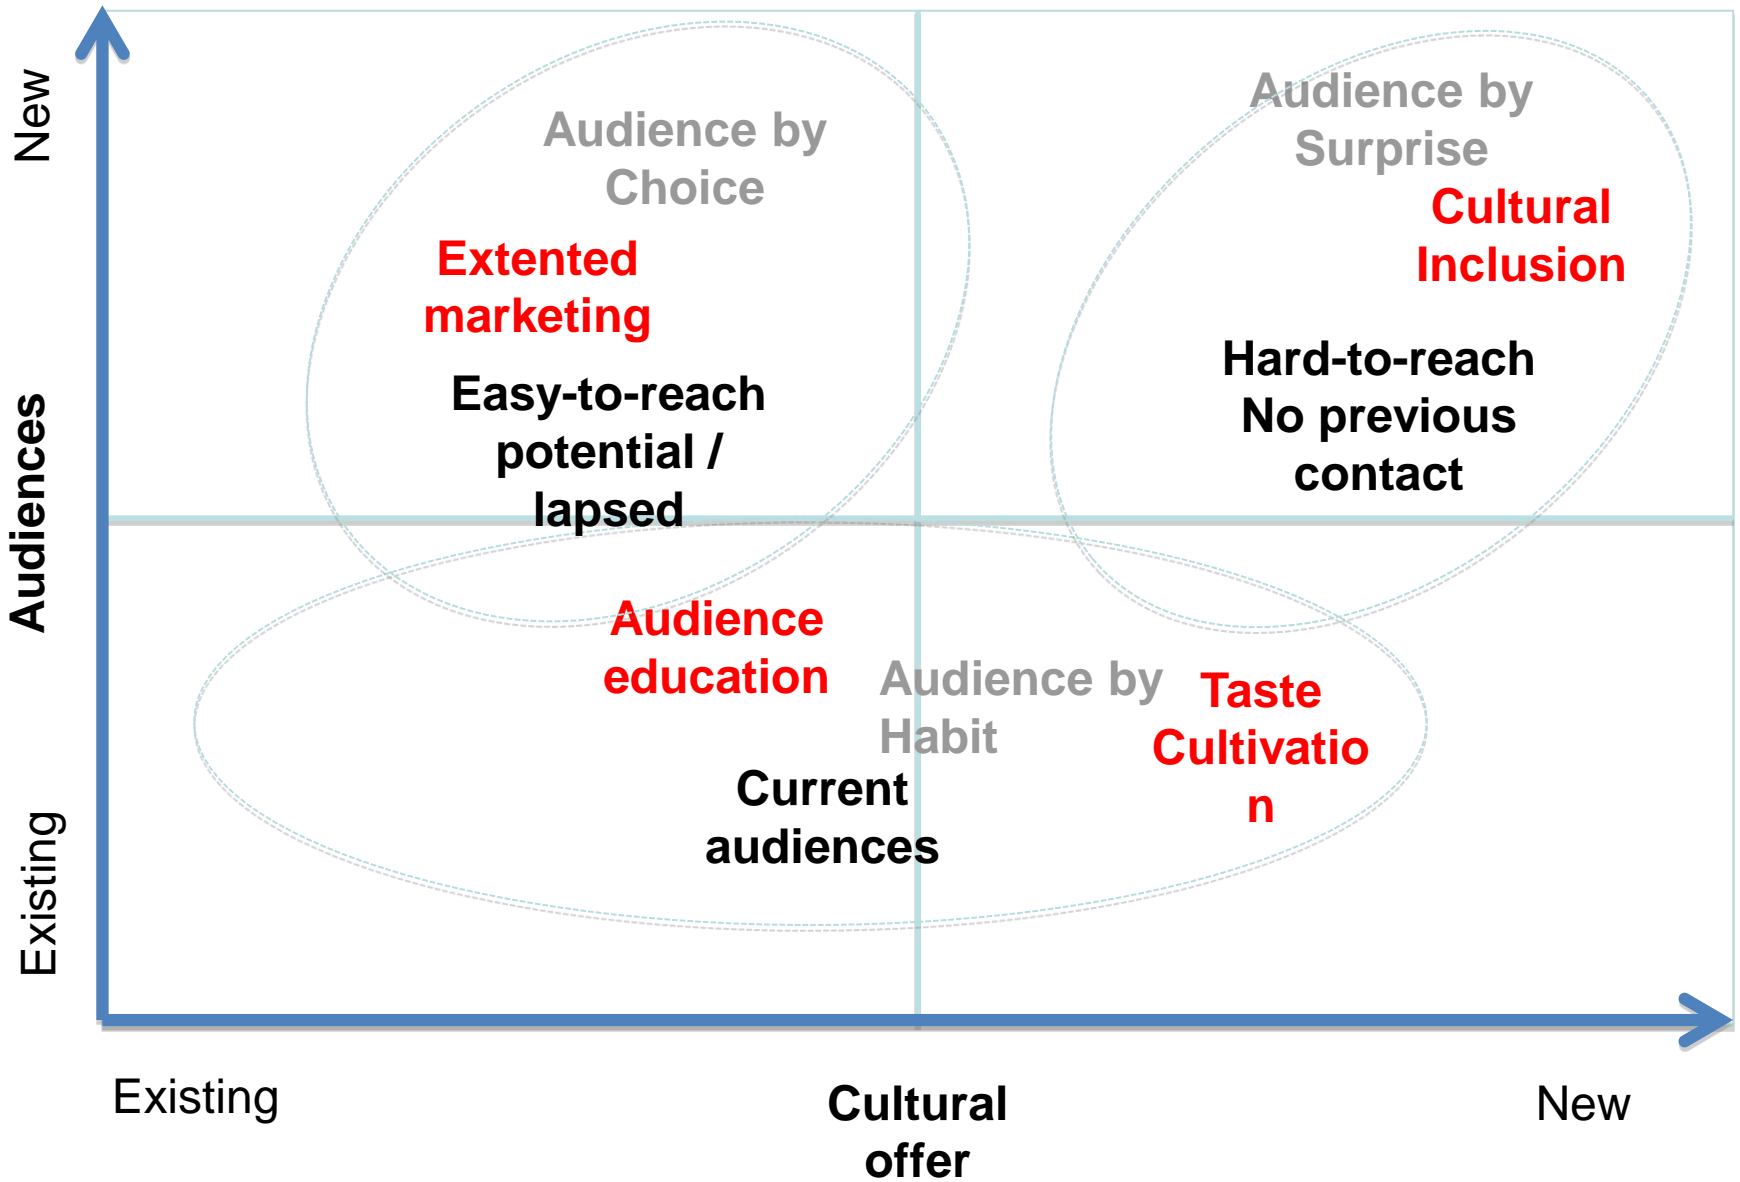 New
Audience by
Choice
Audience by
Surprise
Extented
marketing
Cultural
Inclusion
Easy-to-reach
potential /
lapsed
Hard-to-reach
No previous
contact
Audiences
Audience
education
Audience by
Habit
Taste
Cultivatio
n
Current
audiences
Existing
Existing
Cultural
offer
New